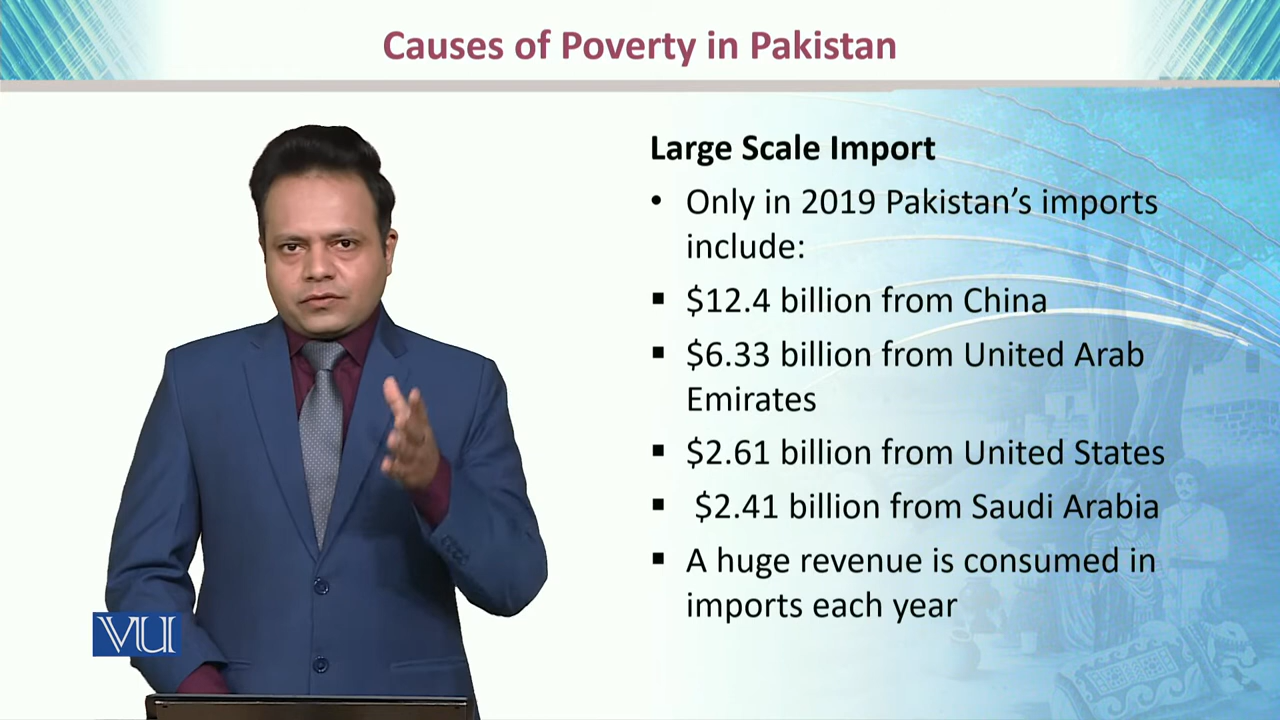 Causes of Poverty in Pakistan
Large Scale Import
• Only in 2019 Pakistan’s imports
include:
▪ $12.4 billion from China
▪ $6.33 billion from United Arab
Emirates
▪ $2.61 billion from United States
▪ $2.41 billion from Saudi Arabia
▪ A huge revenue is consumed in
imports each year
VU